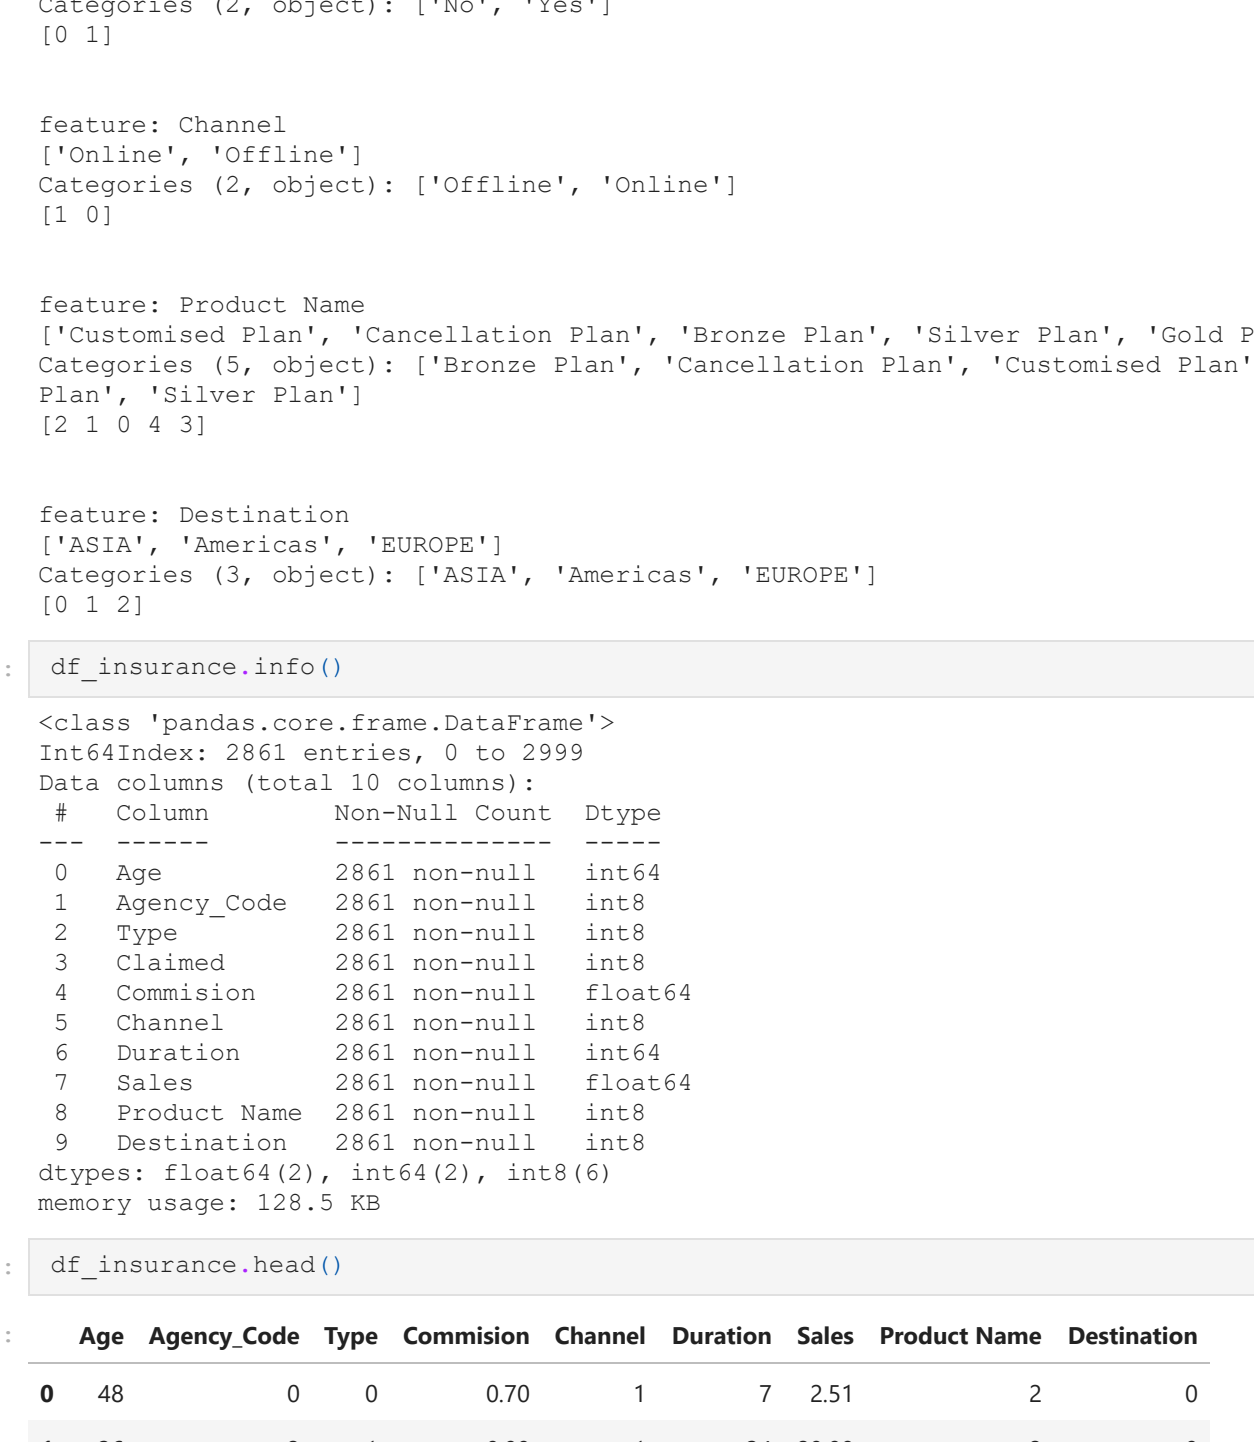 Categories (2, object): ['No', 'Yes']
[0 1]
feature: Channel
['Online', 'Offline']
Categories (2, object): ['Offline', 'Online']
[1 0]
feature: Product Name
['Customised Plan', 'Cancellation Plan', 'Bronze Plan', 'Silver Plan', 'Gold P
Categories (5, object): ['Bronze Plan', 'Cancellation Plan', 'Customised Plan'
Plan', 'Silver Plan']
[2 1 0 4 3]
feature: Destination
['ASIA', 'Americas', 'EUROPE']
Categories (3, object): ['ASIA', 'Americas', 'EUROPE']
[0 1 2]
: df_insurance.info()
<class 'pandas.core.frame.DataFrame'>
Int64Index: 2861 entries, 0 to 2999
Data columns (total 10 columns):
# Column Non-Null Count Dtype
--- ------ -------------- -----
0 Age 2861 non-null int64
1 Agency_Code 2861 non-null int8
2 Type 2861 non-null int8
3 Claimed 2861 non-null int8
4 Commision 2861 non-null float64
5 Channel 2861 non-null int8
6 Duration 2861 non-null int64
7 Sales 2861 non-null float64
8 Product Name 2861 non-null int8
9 Destination 2861 non-null int8
dtypes: float64(2), int64(2), int8(6)
memory usage: 128.5 KB
: df_insurance.head()
: Age Agency_Code Type Commision Channel Duration Sales Product Name Destination
0 48 0 0 0.70 1 7 2.51 2 0